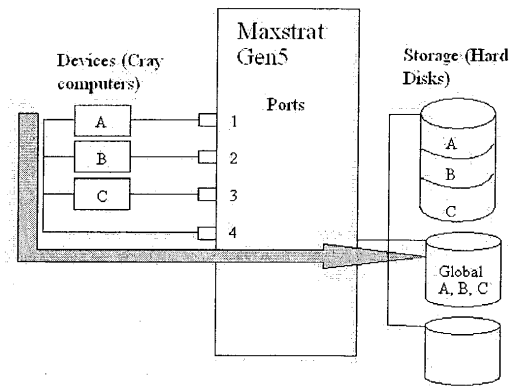 Maxstrat
Gen5
Devices (Cray
computers)
Storage (Hard
Disks)
Ports
A
1
B
2
C
3
4
A
B
C
Global
A, B, C